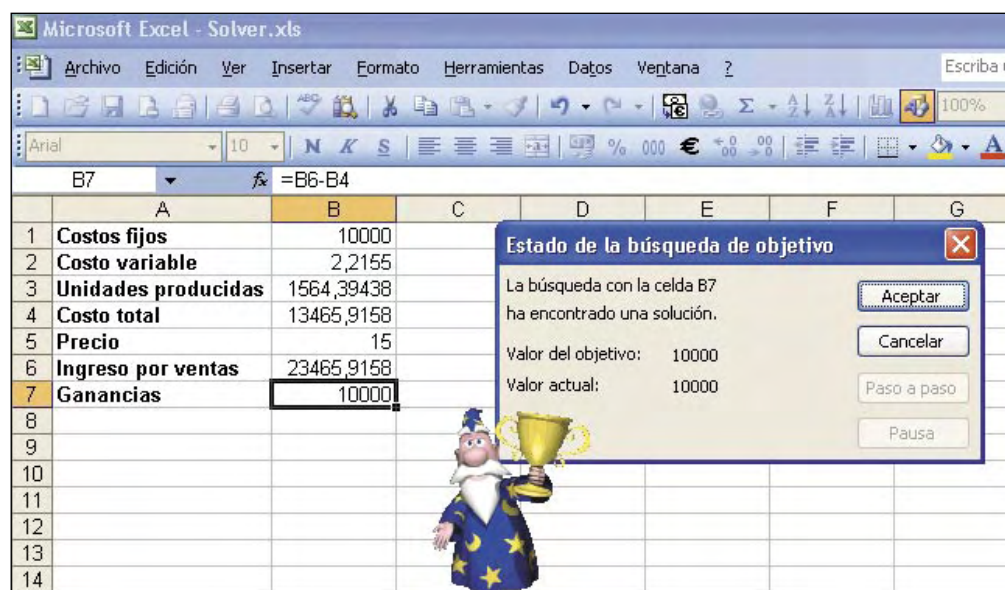 Microsoft Excel - Solver.xls
Archivo Edición Ver Insertar Formato Herramientas Datos Ventana ? Escriba
100%
Arial 10 N K S % 000 €
B7 fx =B6-B4
A B C D E F G
1 Costos fijos 10000
2 Costo variable 2,2155
3 Unidades producidas 1564,39438
4 Costo total 13465,9158
5 Precio 15
6 Ingreso por ventas 23465,9158
7 Ganancias 10000
8
9
10
11
12
13
14
Estado de la búsqueda de objetivo
La búsqueda con la celda B7
ha encontrado una solución.
Valor del objetivo: 10000
Valor actual: 10000
Aceptar
Cancelar
Paso a paso
Pausa